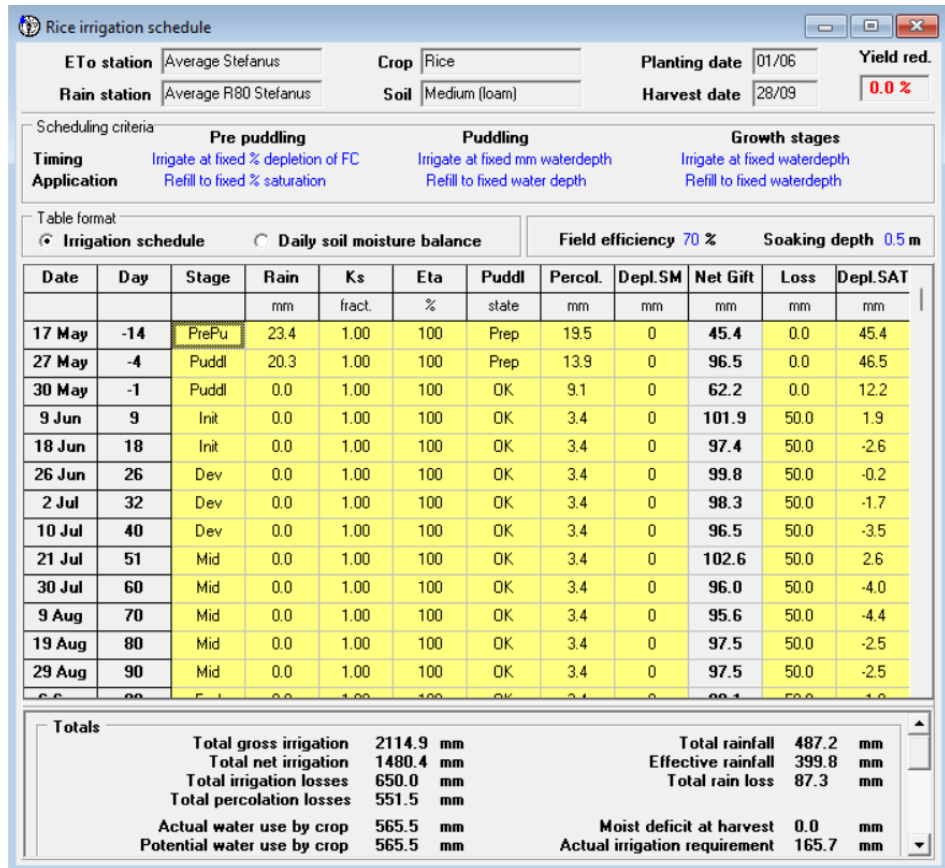 Rice irrigation schedule
ETo station Average Stefanus Crop Rice Planting date 01/06 Yield red.
Rain station Average R80 Stefanus Soil Medium (loam) Harvest date 28/09 0.0 %
Scheduling criteria
Pre puddling Puddling Growth stages
Timing Irrigate at fixed % depletion of FC Irrigate at fixed mm waterdepth Irrigate at fixed waterdepth
Application Refill to fixed % saturation Refill to fixed water depth Refill to fixed waterdepth
Table format
Irrigation schedule Daily soil moisture balance Field efficiency 70 % Soaking depth 0.5 m
Date Day Stage Rain Ks Eta Puddl Percol. Depl.SM Net Gift Loss Depl.SAT
mm fract. % state mm mm mm mm mm
17 May -14 PrePu 23.4 1.00 100 Prep 19.5 0 45.4 0.0 45.4
27 May -4 Puddl 20.3 1.00 100 Prep 13.9 0 96.5 0.0 46.5
30 May -1 Puddl 0.0 1.00 100 OK 9.1 0 62.2 0.0 12.2
9 Jun 9 Init 0.0 1.00 100 OK 3.4 0 101.9 50.0 1.9
18 Jun 18 Init 0.0 1.00 100 OK 3.4 0 97.4 50.0 -2.6
26 Jun 26 Dev 0.0 1.00 100 OK 3.4 0 99.8 50.0 -0.2
2 Jul 32 Dev 0.0 1.00 100 OK 3.4 0 98.3 50.0 -1.7
10 Jul 40 Dev 0.0 1.00 100 OK 3.4 0 96.5 50.0 -3.5
21 Jul 51 Mid 0.0 1.00 100 OK 3.4 0 102.6 50.0 2.6
30 Jul 60 Mid 0.0 1.00 100 OK 3.4 0 96.0 50.0 -4.0
9 Aug 70 Mid 0.0 1.00 100 OK 3.4 0 95.6 50.0 -4.4
19 Aug 80 Mid 0.0 1.00 100 OK 3.4 0 97.5 50.0 -2.5
29 Aug 90 Mid 0.0 1.00 100 OK 3.4 0 97.5 50.0 -2.5
Totals
Total gross irrigation 2114.9 mm Total rainfall 487.2 mm
Total net irrigation 1480.4 mm Effective rainfall 399.8 mm
Total irrigation losses 650.0 mm Total rain loss 87.3 mm
Total percolation losses 551.5 mm
Actual water use by crop 565.5 mm Moist deficit at harvest 0.0 mm
Potential water use by crop 565.5 mm Actual irrigation requirement 165.7 mm